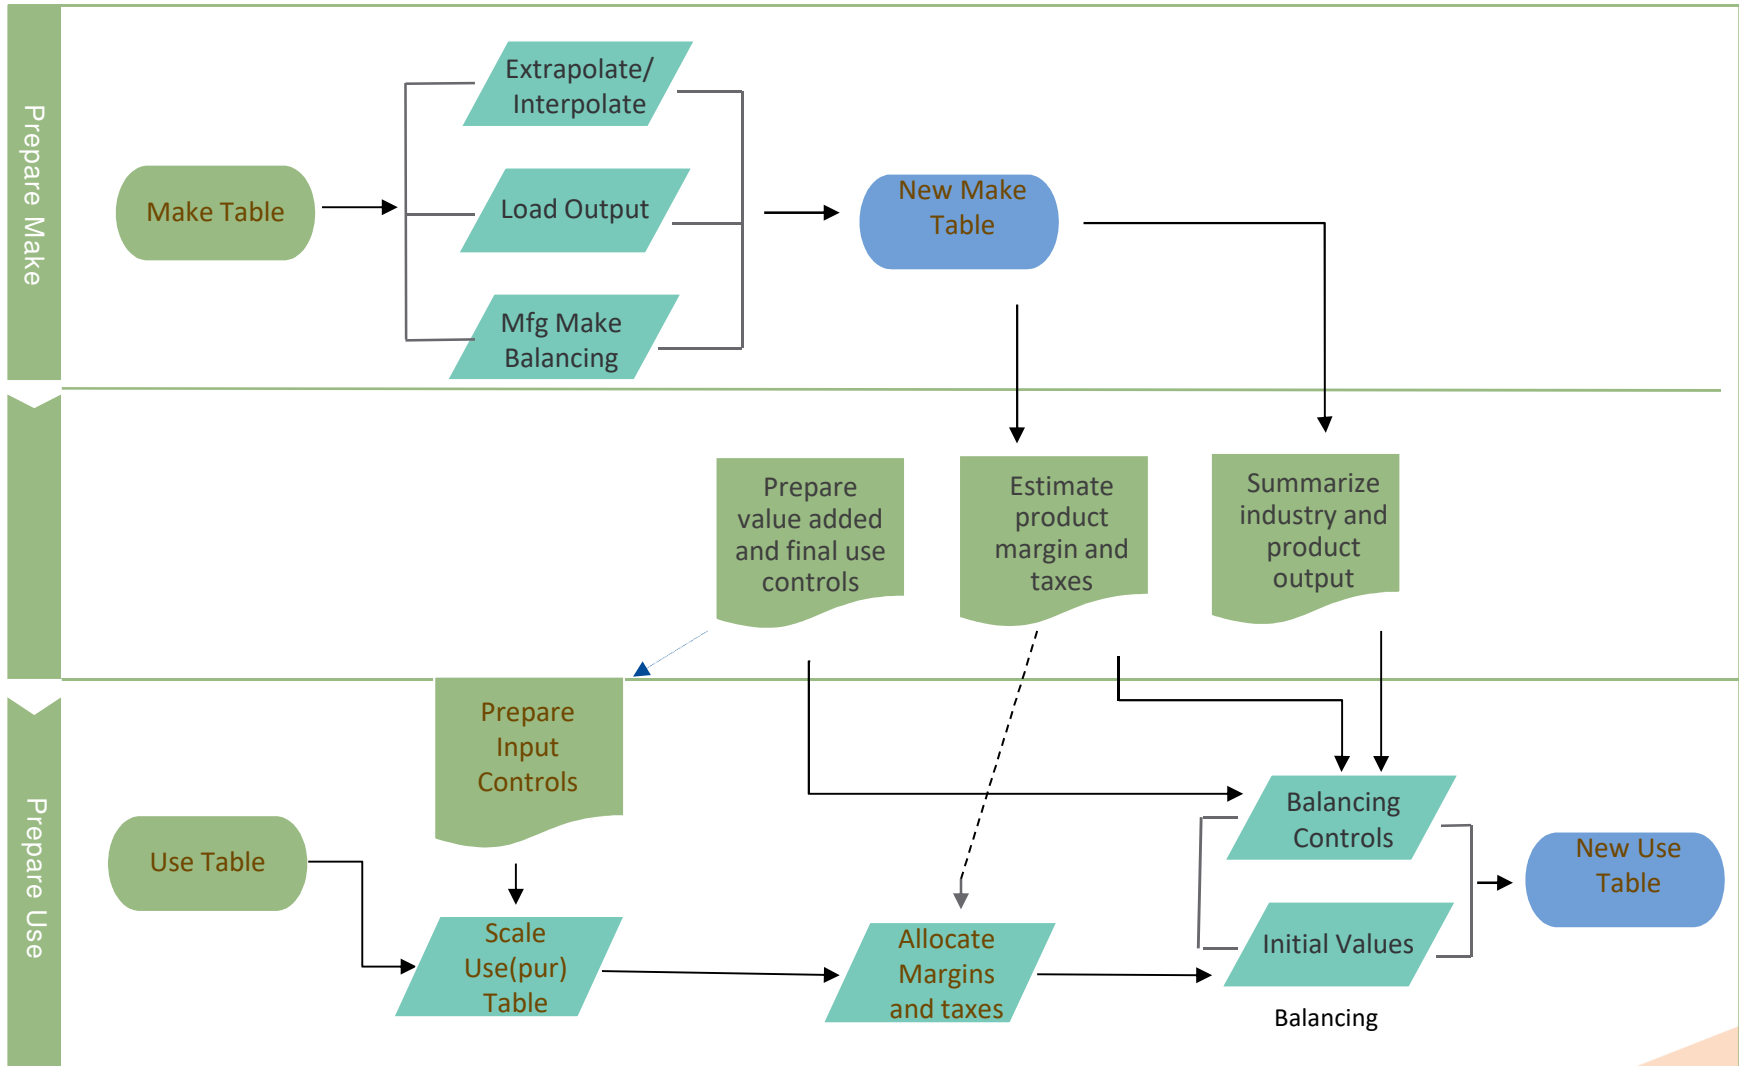 Prepare Make
Extrapolate/
Interpolate
Make Table
Load Output
New Make
Table
Mfg Make
Balancing
Prepare
value added
and final use
controls
Estimate
product
margin and
taxes
Summarize
industry and
product
output
Prepare Use
Prepare
Input
Controls
Use Table
Scale
Use(pur)
Table
Allocate
Margins
and taxes
Balancing
Controls
Initial Values
Balancing
New Use
Table